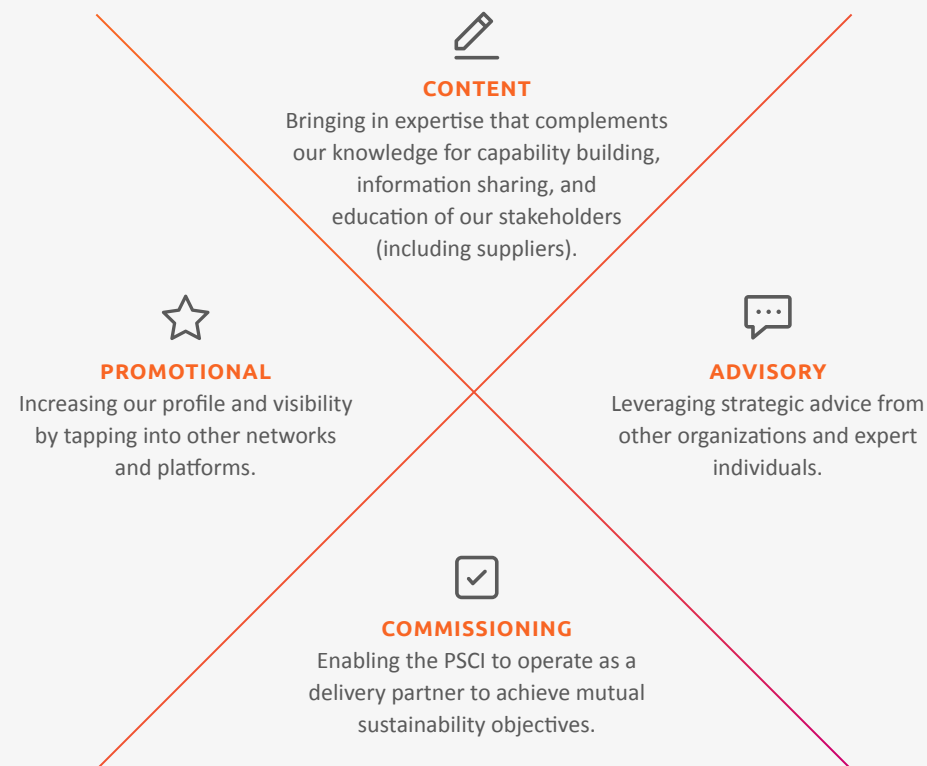 CONTENT
Bringing in expertise that complements
our knowledge for capability building,
information sharing, and
education of our stakeholders
(including suppliers).
PROMOTIONAL
Increasing our profile and visibility
by tapping into other networks
and platforms.
ADVISORY
Leveraging strategic advice from
other organizations and expert
individuals.
COMMISSIONING
Enabling the PSCI to operate as a
delivery partner to achieve mutual
sustainability objectives.